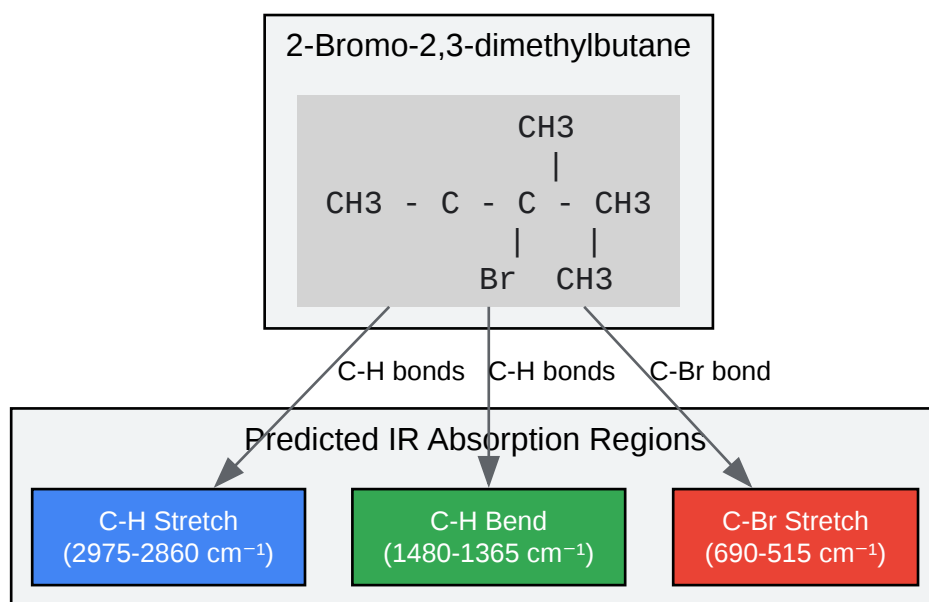 2-Bromo-2,3-dimethylbutane
CH3
|
CH3 - C - C - CH3
| |
Br CH3
C-H bonds
C-H bonds
C-Br bond
Predicted IR Absorption Regions
C-H Stretch
(2975-2860 cm⁻¹)
C-H Bend
(1480-1365 cm⁻¹)
C-Br Stretch
(690-515 cm⁻¹)